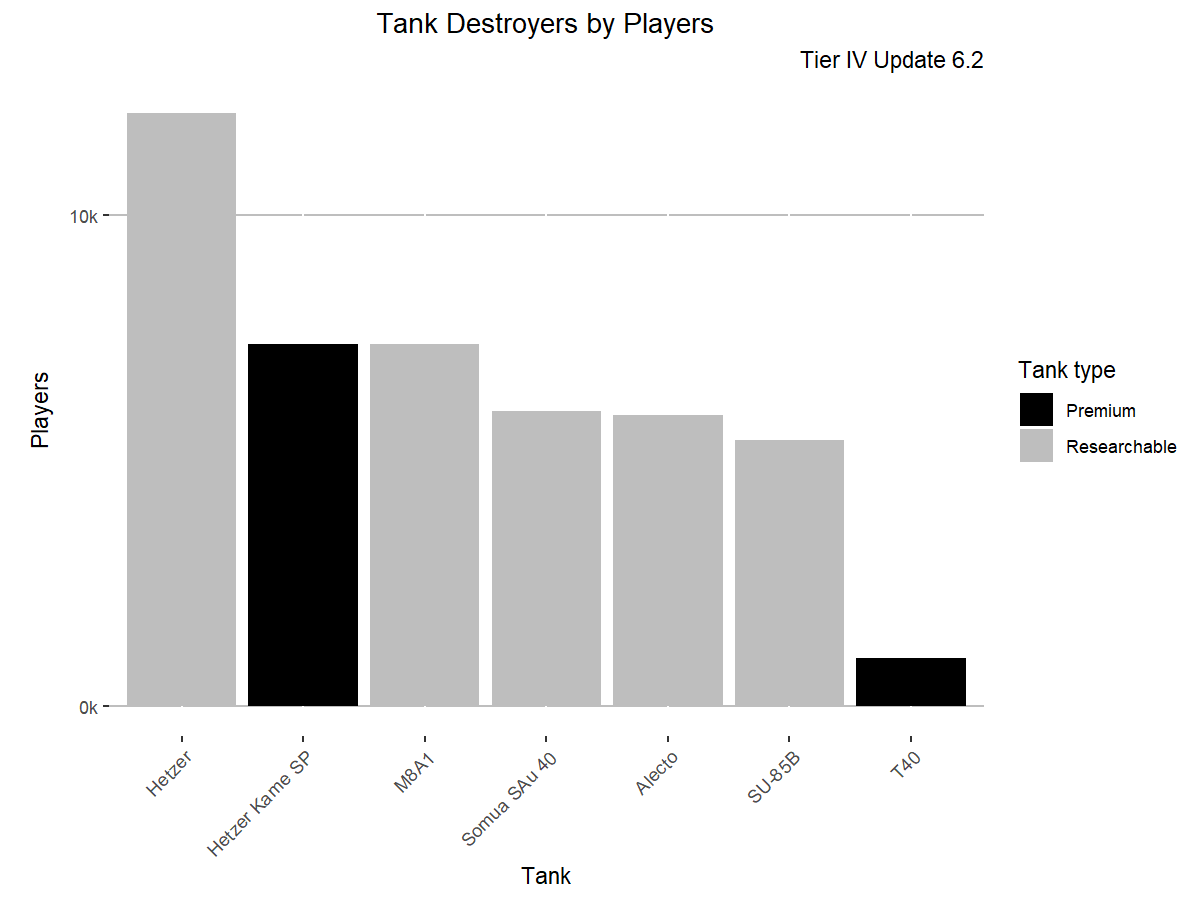 Tank Destroyers by Players
Tier IV Update 6.2
10k
0k
Players
Hetzer
Hetzer Kame SP
M8A1
Somua SAu 40
Alecto
SU-85B
T40
Tank
Tank type
Premium
Researchable